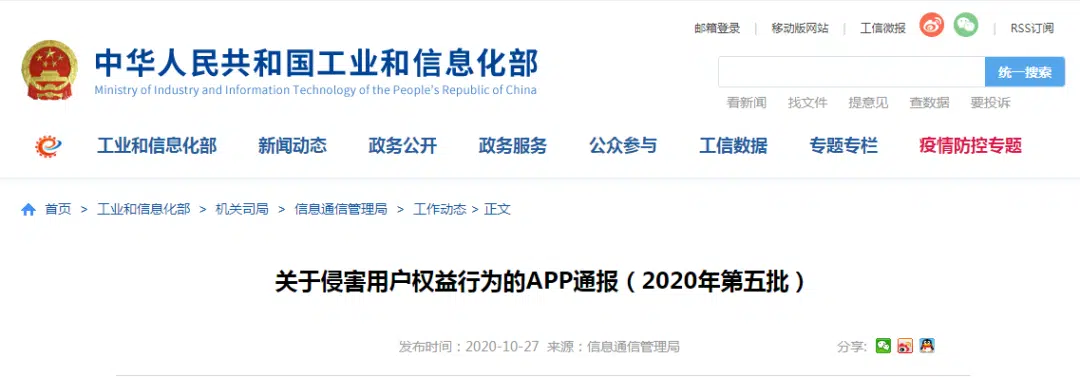 邮箱登录 | 移动版网站 | 工信微报 | RSS订阅
中华人民共和国工业和信息化部
Ministry of Industry and Information Technology of the People's Republic of China
统一搜索
看新闻 找文件 提意见 查数据 要投诉
工业和信息化部 新闻动态 政务公开 政务服务 公众参与 工信数据 专题专栏 疫情防控专题
首页 > 工业和信息化部 > 机关司局 > 信息通信管理局 > 工作动态 > 正文
关于侵害用户权益行为的APP通报（2020年第五批）
发布时间：2020-10-27 来源：信息通信管理局 分享: